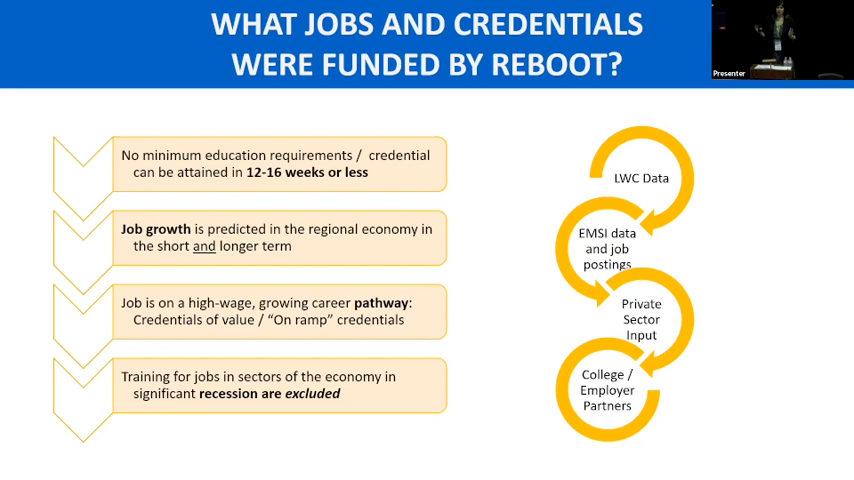 WHAT JOBS AND CREDENTIALS
WERE FUNDED BY REBOOT?
Presenter
No minimum education requirements / credential
can be attained in 12-16 weeks or less
Job growth is predicted in the regional economy in
the short and longer term
Job is on a high-wage, growing career pathway:
Credentials of value / “On ramp” credentials
Training for jobs in sectors of the economy in
significant recession are excluded
LWC Data
EMSI data
and job
postings
Private
Sector
Input
College /
Employer
Partners